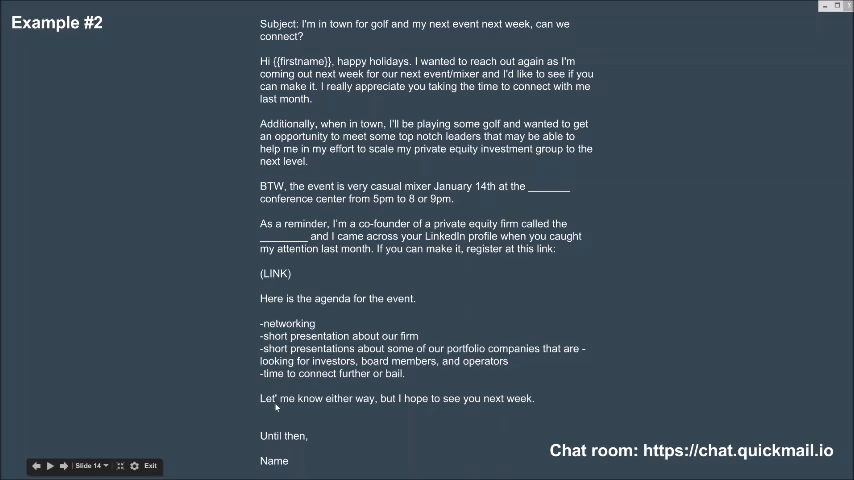 Example #2
Subject: I'm in town for golf and my next event next week, can we
connect?
Hi {{firstname}}, happy holidays. I wanted to reach out again as I'm
coming out next week for our next event/mixer and I'd like to see if you
can make it. I really appreciate you taking the time to connect with me
last month.
Additionally, when in town, I'll be playing some golf and wanted to get
an opportunity to meet some top notch leaders that may be able to
help me in my effort to scale my private equity investment group to the
next level.
BTW, the event is very casual mixer January 14th at the _______
conference center from 5pm to 8 or 9pm.
As a reminder, I'm a co-founder of a private equity firm called the
________ and I came across your LinkedIn profile when you caught
my attention last month. If you can make it, register at this link:
(LINK)
Here is the agenda for the event.
-networking
-short presentation about our firm
-short presentations about some of our portfolio companies that are -
looking for investors, board members, and operators
-time to connect further or bail.
Let' me know either way, but I hope to see you next week.
Until then,
Name
Chat room: https://chat.quickmail.io
Slide 14
Exit